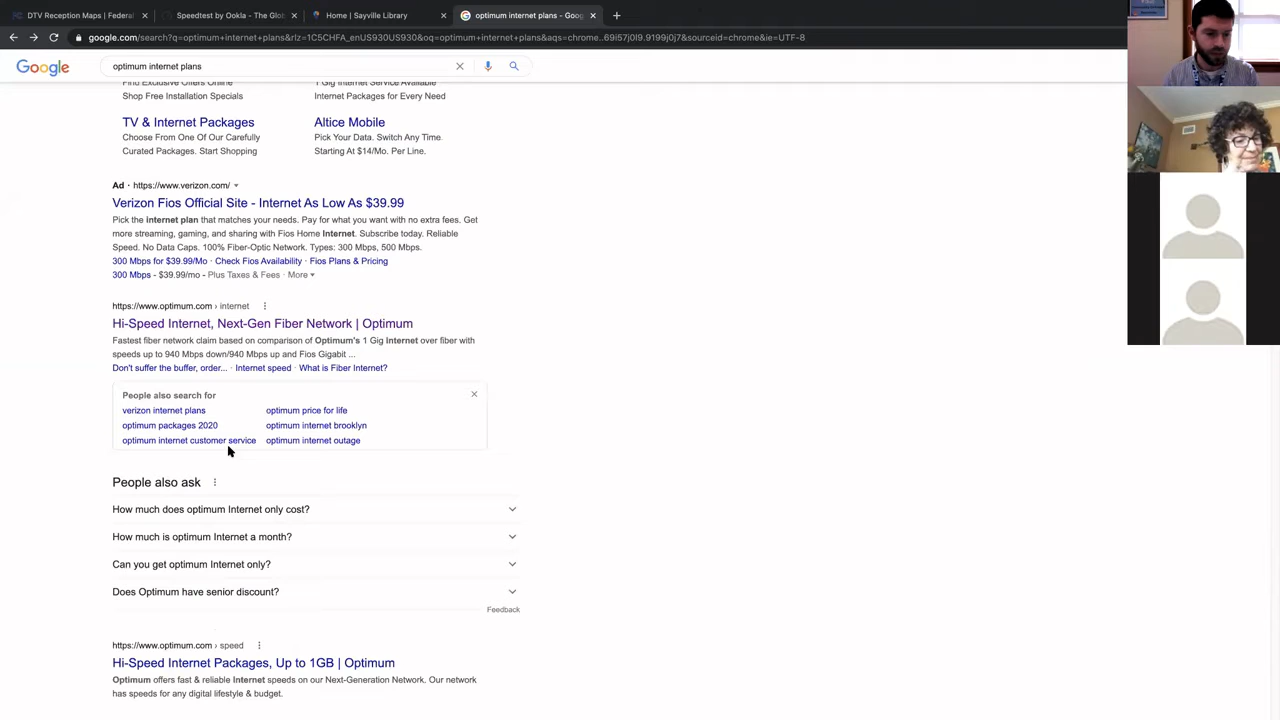 DTV Reception Maps | Federal
Speedtest by Ookla - The Glob
Home | Sayville Library
optimum internet plans - Goog
google.com/search?q=optimum+internet+plans&rlz=1C5CHFA_enUS930US930&oq=optimum+internet+plans&aqs=chrome..69i57j0l9.9199j0j7&sourceid=chrome&ie=UTF-8
Google
optimum internet plans
Find Exclusive Offers Online
Shop Free Installation Specials
1 Gig Internet Service Available
Internet Packages for Every Need
TV & Internet Packages
Choose From One Of Our Carefully
Curated Packages. Start Shopping
Altice Mobile
Pick Your Data. Switch Any Time.
Starting At $14/Mo. Per Line.
Ad · https://www.verizon.com/
Verizon Fios Official Site - Internet As Low As $39.99
Pick the internet plan that matches your needs. Pay for what you want with no extra fees. Get
more streaming, gaming, and sharing with Fios Home Internet. Subscribe today. Reliable
Speed. No Data Caps. 100% Fiber-Optic Network. Types: 300 Mbps, 500 Mbps.
300 Mbps for $39.99/Mo · Check Fios Availability · Fios Plans & Pricing
300 Mbps - $39.99/mo - Plus Taxes & Fees · More
https://www.optimum.com › internet
Hi-Speed Internet, Next-Gen Fiber Network | Optimum
Fastest fiber network claim based on comparison of Optimum's 1 Gig Internet over fiber with
speeds up to 940 Mbps down/940 Mbps up and Fios Gigabit ...
Don't suffer the buffer, order... · Internet speed · What is Fiber Internet?
People also search for
verizon internet plans
optimum price for life
optimum packages 2020
optimum internet brooklyn
optimum internet customer service
optimum internet outage
People also ask
How much does optimum Internet only cost?
How much is optimum Internet a month?
Can you get optimum Internet only?
Does Optimum have senior discount?
Feedback
https://www.optimum.com › speed
Hi-Speed Internet Packages, Up to 1GB | Optimum
Optimum offers fast & reliable Internet speeds on our Next-Generation Network. Our network
has speeds for any digital lifestyle & budget.